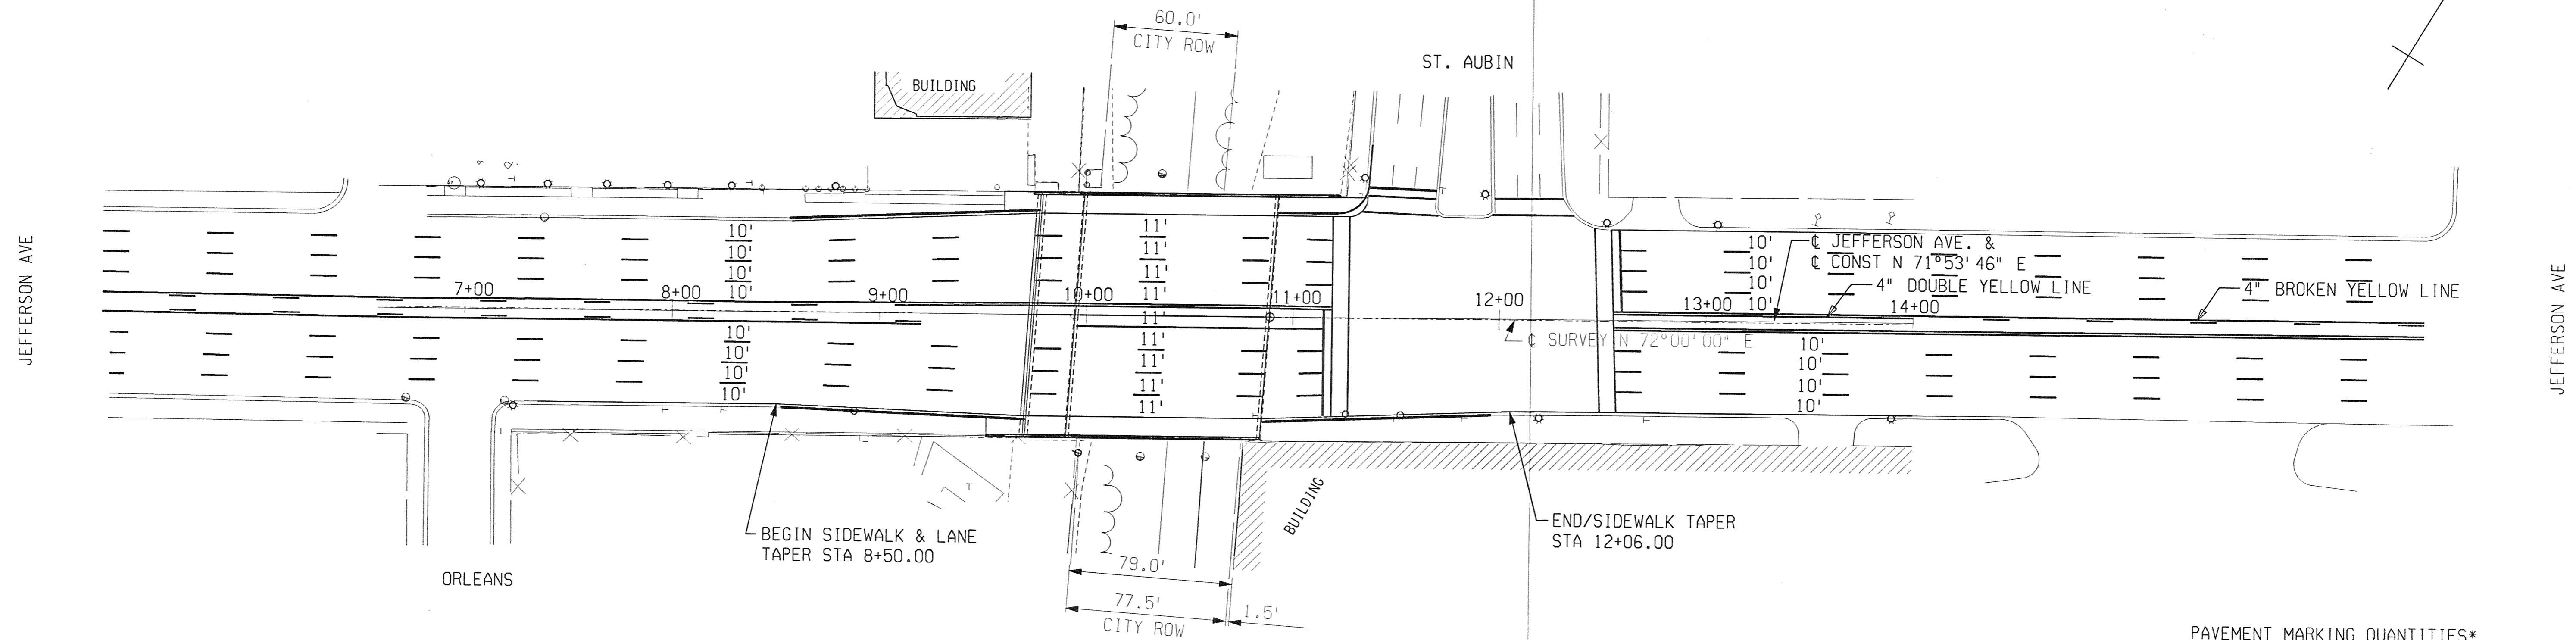 60.0'
CITY ROW
ST. AUBIN
BUILDING
JEFFERSON AVE
JEFFERSON AVE
10'
10'
10'
10'
11'
11'
11'
11'
10'
10'
10'
10'
℄ JEFFERSON AVE. &
℄ CONST N 71°53'46" E
4" DOUBLE YELLOW LINE
4" BROKEN YELLOW LINE
7+00
8+00
9+00
10+00
11+00
12+00
13+00
14+00
℄ SURVEY N 72°00'00" E
10'
10'
10'
10'
11'
11'
11'
11'
11'
10'
10'
10'
10'
BEGIN SIDEWALK & LANE
TAPER STA 8+50.00
END/SIDEWALK TAPER
STA 12+06.00
BUILDING
ORLEANS
79.0'
77.5'
1.5'
CITY ROW
PAVEMENT MARKING QUANTITIES*